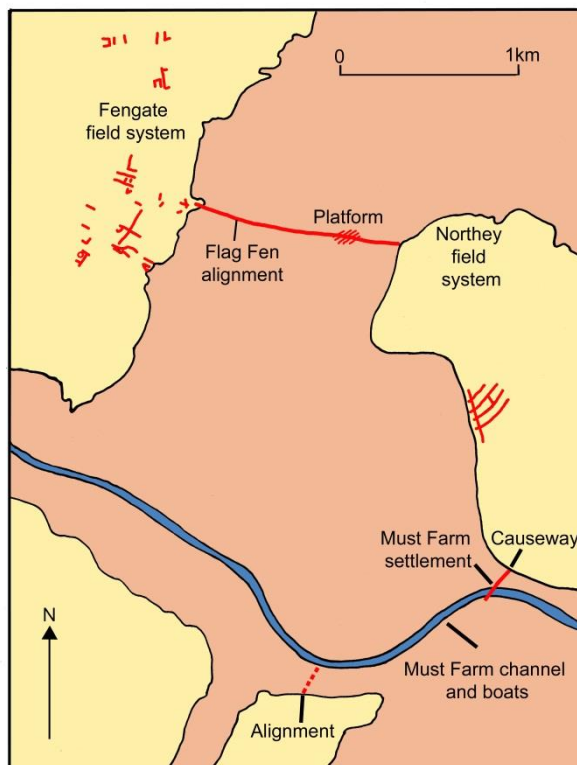 0
1km
Fengate
field system
Platform
Flag Fen
alignment
Northey
field
system
Must Farm
settlement
Causeway
N
Must Farm channel
and boats
Alignment